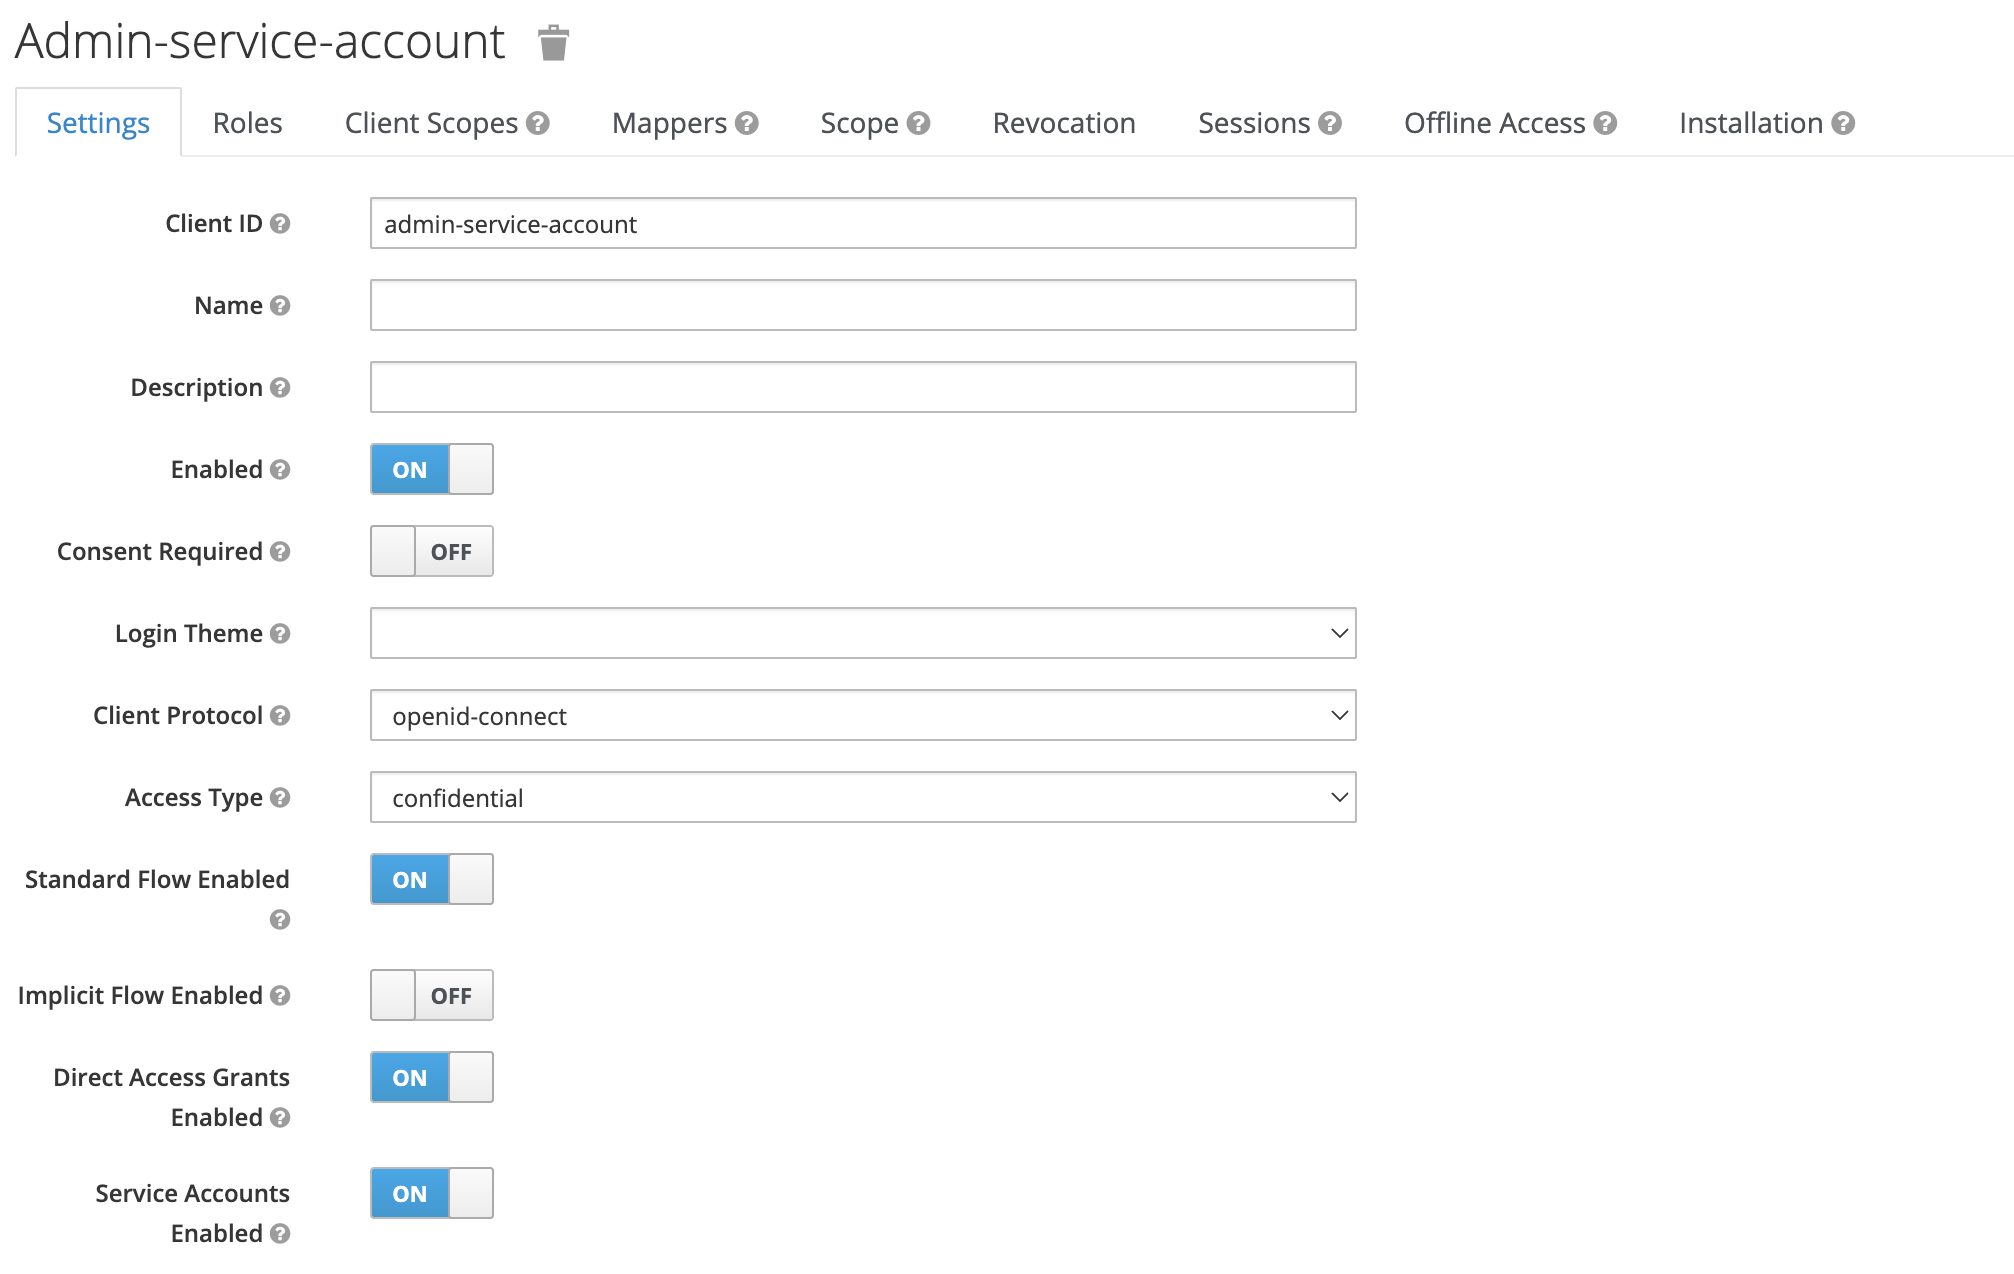 Admin-service-account
Settings Roles Client Scopes Mappers Scope Revocation Sessions Offline Access Installation
Client ID admin-service-account
Name
Description
Enabled ON
Consent Required OFF
Login Theme
Client Protocol openid-connect
Access Type confidential
Standard Flow Enabled ON
Implicit Flow Enabled OFF
Direct Access Grants ON
Enabled
Service Accounts ON
Enabled